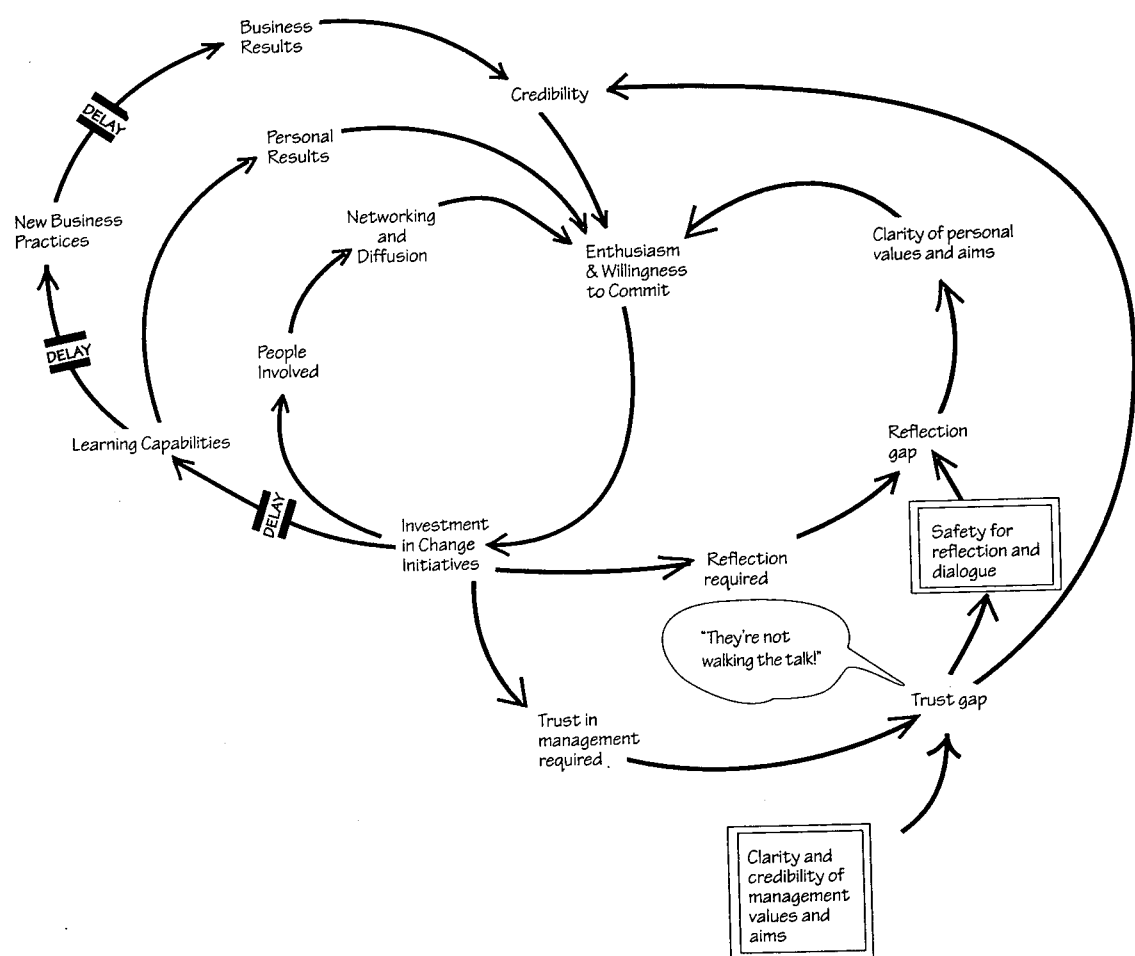 Business
Results
Credibility
DELAY
Personal
Results
New Business
Practices
Networking
and
Diffusion
Enthusiasm
& Willingness
to Commit
Clarity of personal
values and aims
DELAY
People
Involved
Learning Capabilities
Reflection
gap
DELAY
Investment
in Change
Initiatives
Safety for
reflection and
dialogue
Reflection
required
"They're not
walking the talk!"
Trust gap
Trust in
management
required
Clarity and
credibility of
management
values and
aims